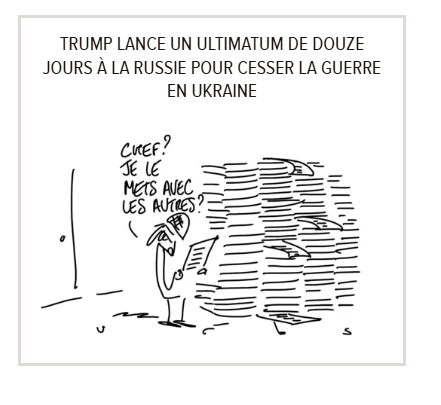 TRUMP LANCE UN ULTIMATUM DE DOUZE
JOURS À LA RUSSIE POUR CESSER LA GUERRE
EN UKRAINE
CHEF?
JE LE
METS AVEC
LES AUTRES?